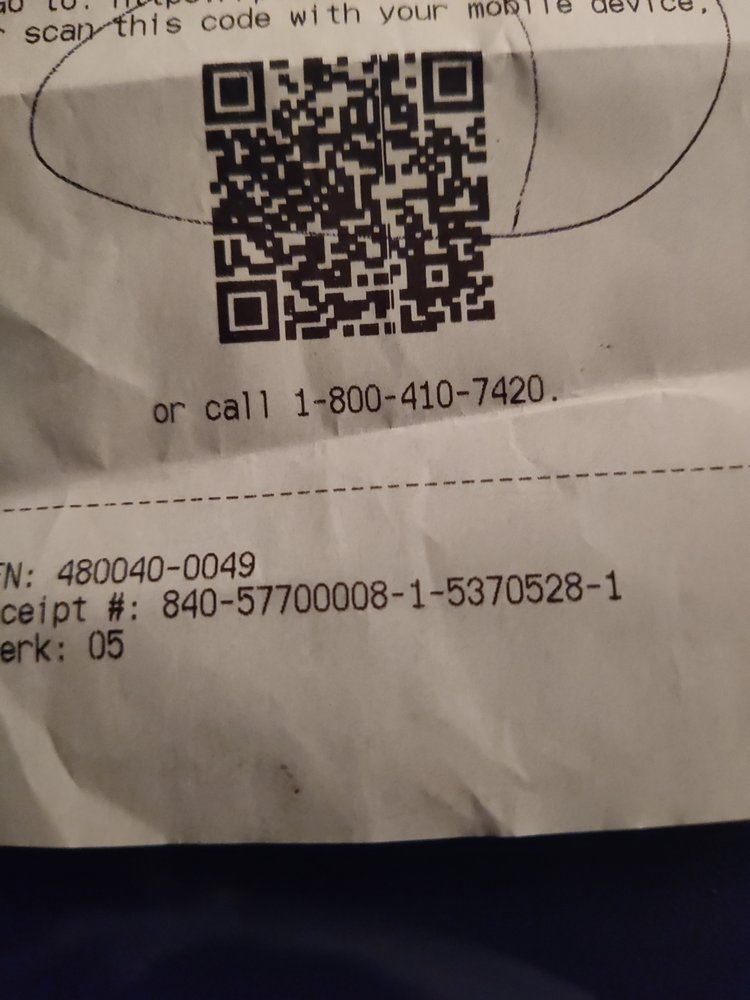 scan this code with your mobile device,
or call 1-800-410-7420.
FN: 480040-0049
ceipt #: 840-57700008-1-5370528-1
erk: 05